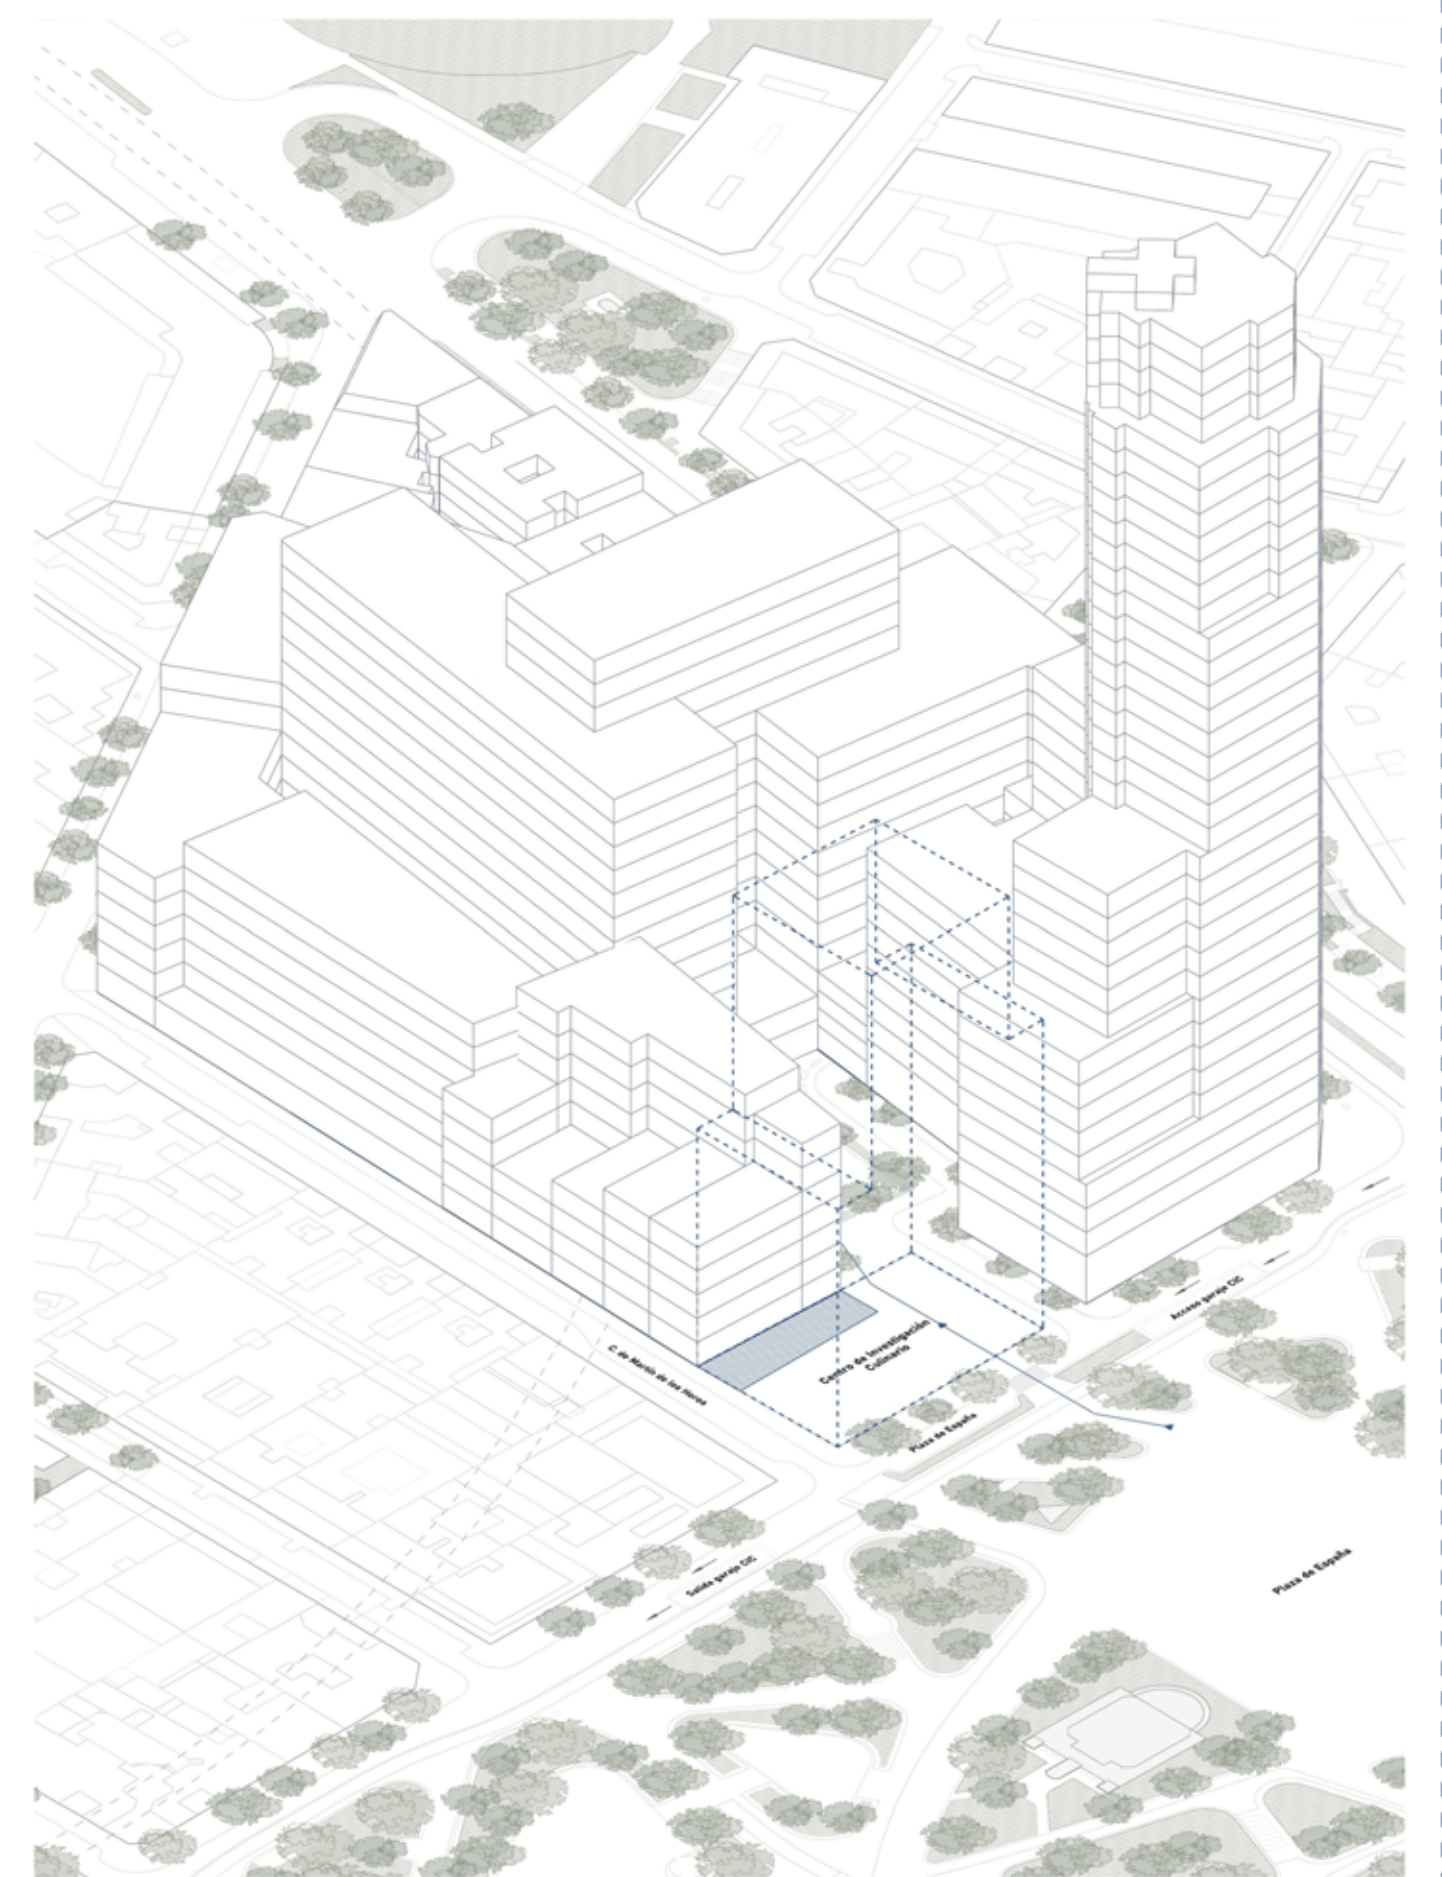 Acceso garaje CIC
Centro de Investigación
Culinario
C. de Martín de los Heros
Plaza de España
Plaza de España
Salida garaje CIC